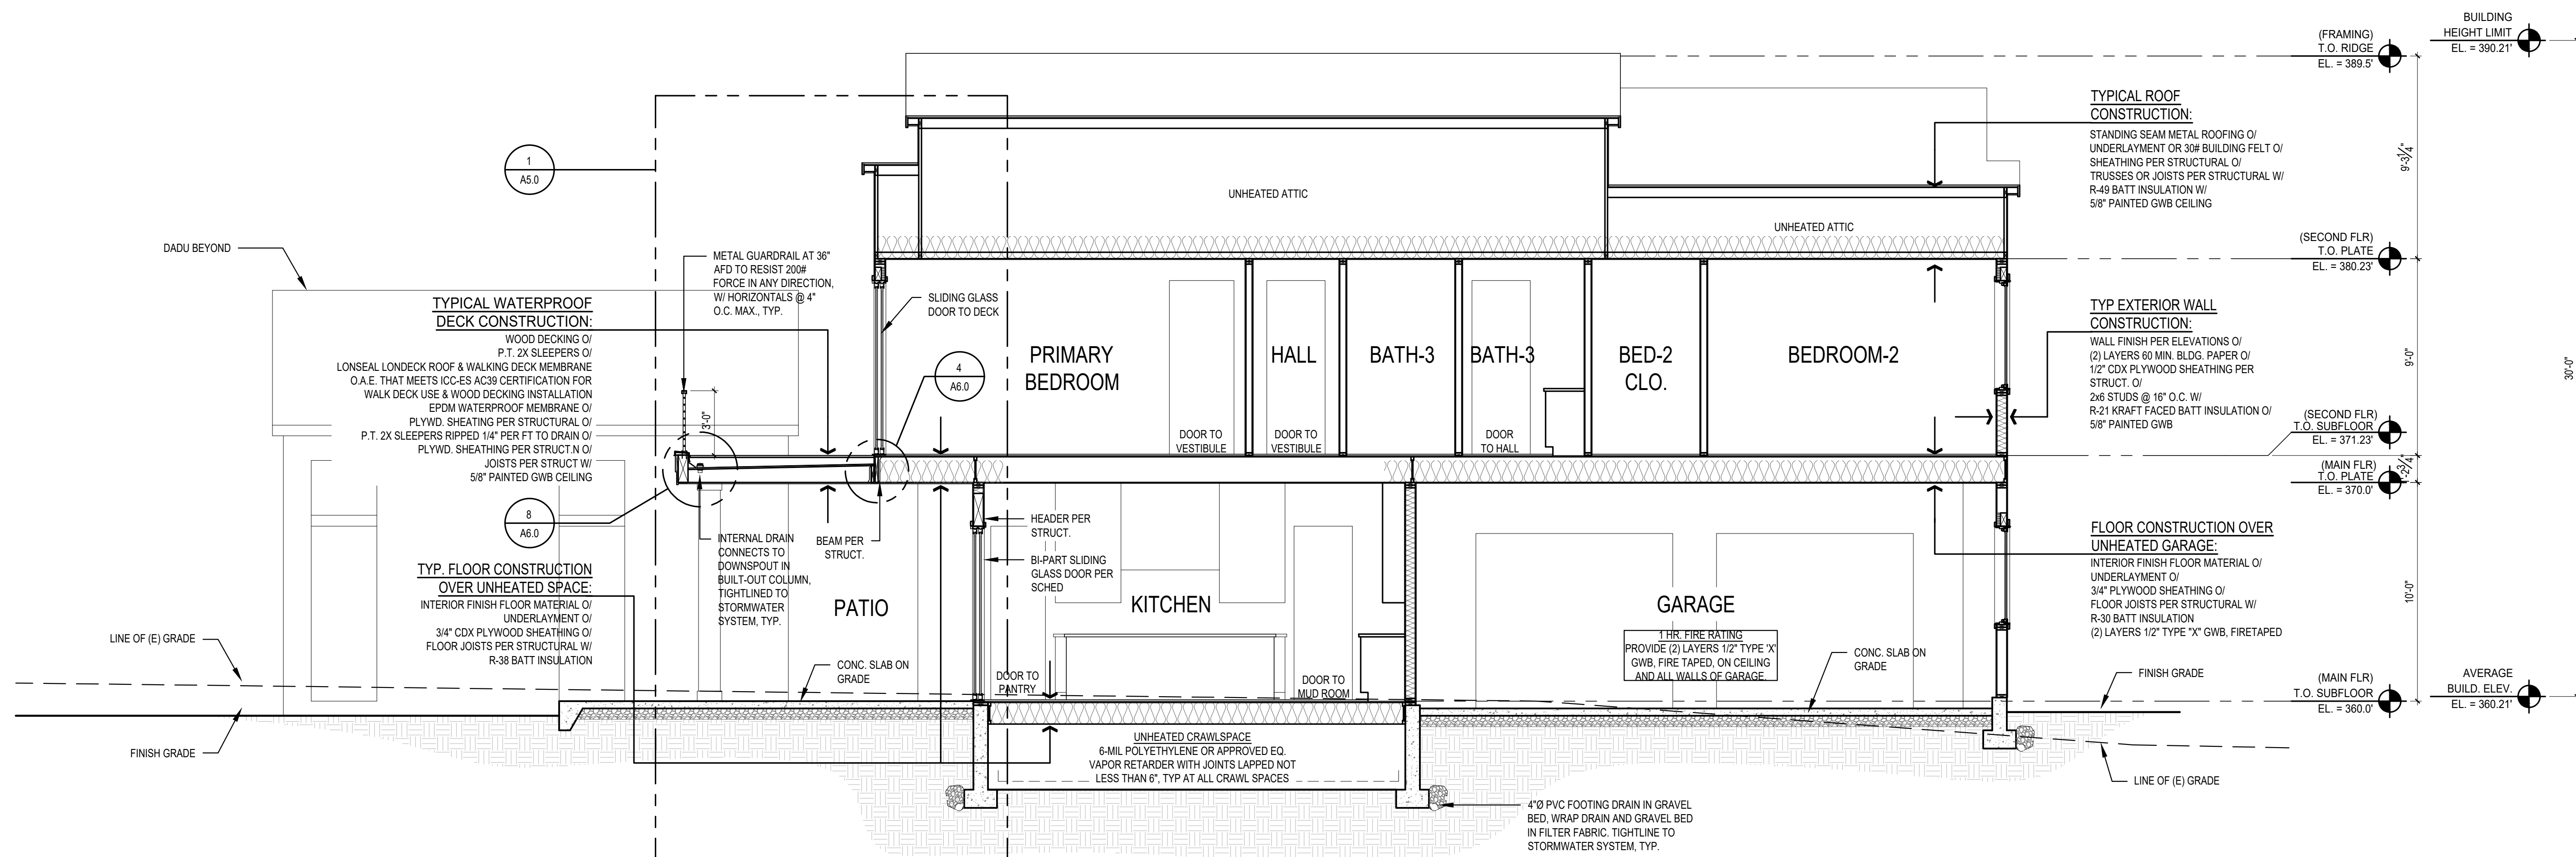 BUILDING
HEIGHT LIMIT
EL. = 390.21'
(FRAMING)
T.O. RIDGE
EL. = 389.5'
TYPICAL ROOF
CONSTRUCTION:
STANDING SEAM METAL ROOFING O/
UNDERLAYMENT OR 30# BUILDING FELT O/
SHEATHING PER STRUCTURAL O/
TRUSSES OR JOISTS PER STRUCTURAL W/
R-49 BATT INSULATION W/
5/8" PAINTED GWB CEILING
9'-3 1/4"
1
A5.0
UNHEATED ATTIC
UNHEATED ATTIC
DADU BEYOND
METAL GUARDRAIL AT 36"
AFD TO RESIST 200#
FORCE IN ANY DIRECTION,
W/ HORIZONTALS @ 4"
O.C. MAX., TYP.
(SECOND FLR)
T.O. PLATE
EL. = 380.23'
TYPICAL WATERPROOF
DECK CONSTRUCTION:
WOOD DECKING O/
P.T. 2X SLEEPERS O/
LONSEAL LONDECK ROOF & WALKING DECK MEMBRANE
O.A.E. THAT MEETS ICC-ES AC39 CERTIFICATION FOR
WALK DECK USE & WOOD DECKING INSTALLATION
EPDM WATERPROOF MEMBRANE O/
PLYWD. SHEATING PER STRUCTURAL O/
P.T. 2X SLEEPERS RIPPED 1/4" PER FT TO DRAIN O/
PLYWD. SHEATHING PER STRUCT.N O/
JOISTS PER STRUCT W/
5/8" PAINTED GWB CEILING
SLIDING GLASS
DOOR TO DECK
4
A6.0
3'-0"
PRIMARY
BEDROOM
HALL
BATH-3
BATH-3
BED-2
CLO.
BEDROOM-2
DOOR TO
VESTIBULE
DOOR TO
VESTIBULE
DOOR
TO HALL
TYP EXTERIOR WALL
CONSTRUCTION:
WALL FINISH PER ELEVATIONS O/
(2) LAYERS 60 MIN. BLDG. PAPER O/
1/2" CDX PLYWOOD SHEATHING PER
STRUCT. O/
2x6 STUDS @ 16" O.C. W/
R-21 KRAFT FACED BATT INSULATION O/
5/8" PAINTED GWB
9'-0"
30'-0"
(SECOND FLR)
T.O. SUBFLOOR
EL. = 371.23'
(MAIN FLR)
T.O. PLATE
EL. = 370.0'
-2 3/4"
8
A6.0
INTERNAL DRAIN
CONNECTS TO
DOWNSPOUT IN
BUILT-OUT COLUMN,
TIGHTLINED TO
STORMWATER
SYSTEM, TYP.
BEAM PER
STRUCT.
HEADER PER
STRUCT.
BI-PART SLIDING
GLASS DOOR PER
SCHED
FLOOR CONSTRUCTION OVER
UNHEATED GARAGE:
INTERIOR FINISH FLOOR MATERIAL O/
UNDERLAYMENT O/
3/4" PLYWOOD SHEATHING O/
FLOOR JOISTS PER STRUCTURAL W/
R-30 BATT INSULATION
(2) LAYERS 1/2" TYPE "X" GWB, FIRETAPED
10'-0"
TYP. FLOOR CONSTRUCTION
OVER UNHEATED SPACE:
INTERIOR FINISH FLOOR MATERIAL O/
UNDERLAYMENT O/
3/4" CDX PLYWOOD SHEATHING O/
FLOOR JOISTS PER STRUCTURAL W/
R-38 BATT INSULATION
PATIO
KITCHEN
GARAGE
1 HR. FIRE RATING
PROVIDE (2) LAYERS 1/2" TYPE 'X'
GWB, FIRE TAPED, ON CEILING
AND ALL WALLS OF GARAGE.
LINE OF (E) GRADE
CONC. SLAB ON
GRADE
DOOR TO
PANTRY
DOOR TO
MUD ROOM
CONC. SLAB ON
GRADE
FINISH GRADE
(MAIN FLR)
T.O. SUBFLOOR
EL. = 360.0'
AVERAGE
BUILD. ELEV.
EL. = 360.21'
FINISH GRADE
UNHEATED CRAWLSPACE
6-MIL POLYETHYLENE OR APPROVED EQ.
VAPOR RETARDER WITH JOINTS LAPPED NOT
LESS THAN 6", TYP AT ALL CRAWL SPACES
LINE OF (E) GRADE
4"Ø PVC FOOTING DRAIN IN GRAVEL
BED, WRAP DRAIN AND GRAVEL BED
IN FILTER FABRIC. TIGHTLINE TO
STORMWATER SYSTEM, TYP.